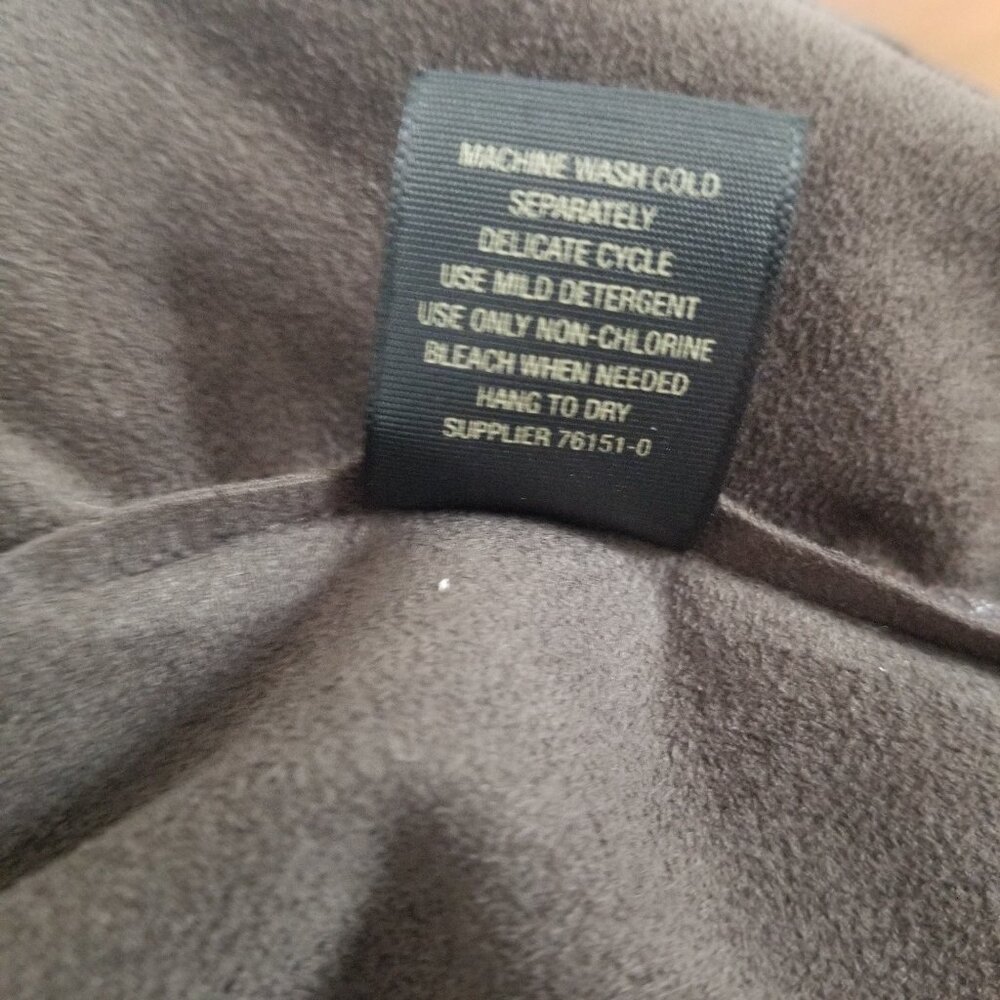 MACHINE WASH COLD
SEPARATELY
DELICATE CYCLE
USE MILD DETERGENT
USE ONLY NON-CHLORINE
BLEACH WHEN NEEDED
HANG TO DRY
SUPPLIER 76151-0